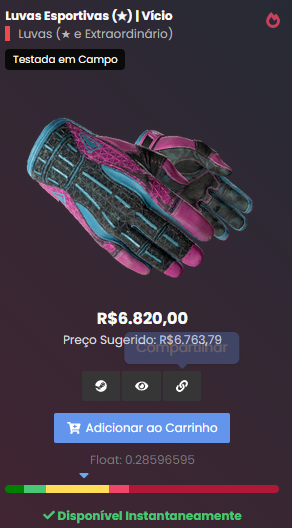 Luvas Esportivas (★) | Vício
Luvas (★ e Extraordinário)
Testada em Campo
R$6.820,00
Preço Sugerido: R$6.763,79
Compartilhar
Adicionar ao Carrinho
Float: 0.28596595
Disponível Instantaneamente